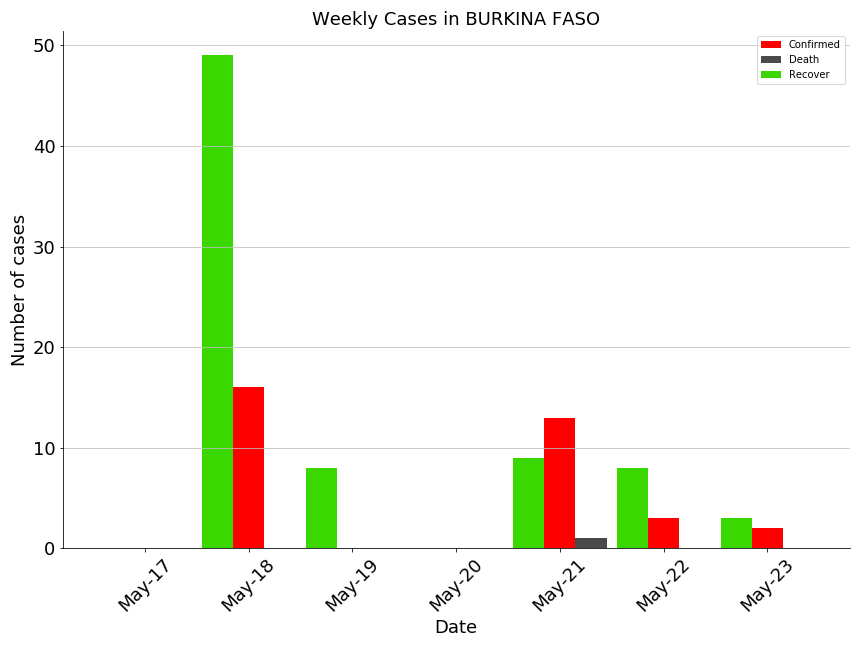 Weekly Cases in BURKINA FASO
Confirmed
Death
Recover
Number of cases
50
40
30
20
10
0
May-17
May-18
May-19
May-20
May-21
May-22
May-23
Date